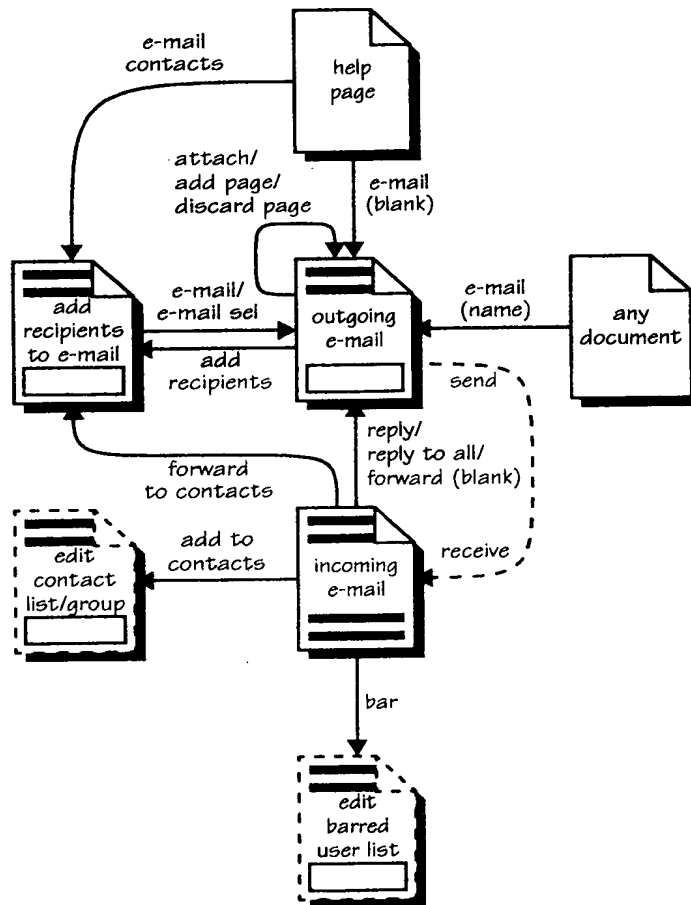 e-mail
contacts
help
page
attach/
add page/
discard page
e-mail
(blank)
add
recipients
to e-mail
e-mail/
e-mail sel
add
recipients
outgoing
e-mail
e-mail
(name)
any
document
send
reply/
reply to all/
forward (blank)
forward
to contacts
edit
contact
list/group
add to
contacts
incoming
e-mail
receive
bar
edit
barred
user list